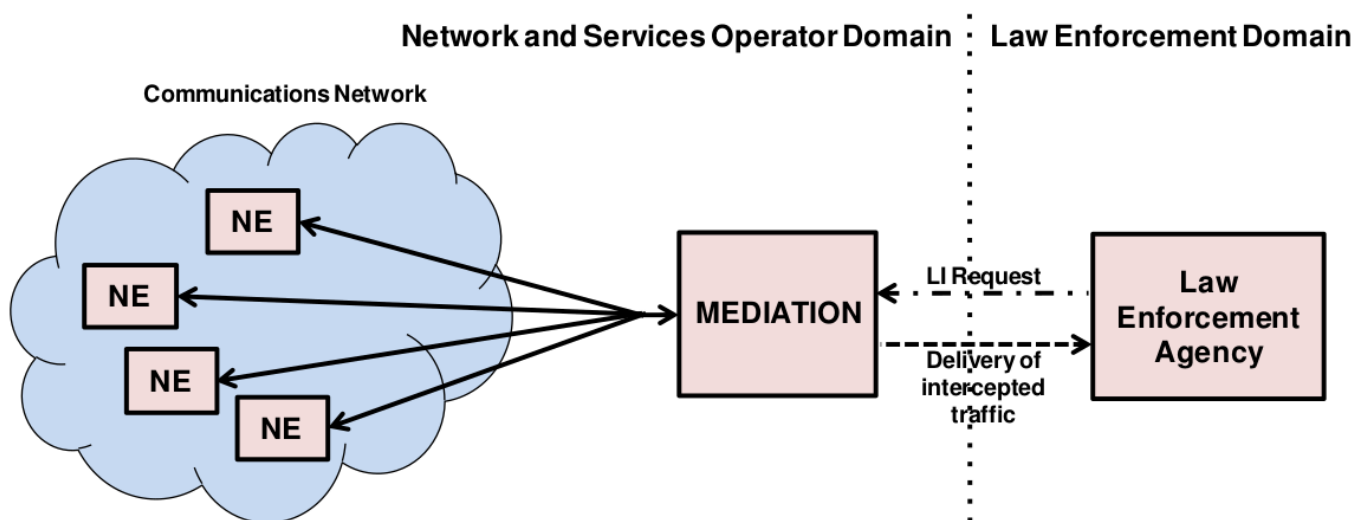 Network and Services Operator Domain
Law Enforcement Domain
Communications Network
NE
NE
NE
NE
MEDIATION
LI Request
Delivery of
intercepted
traffic
Law
Enforcement
Agency